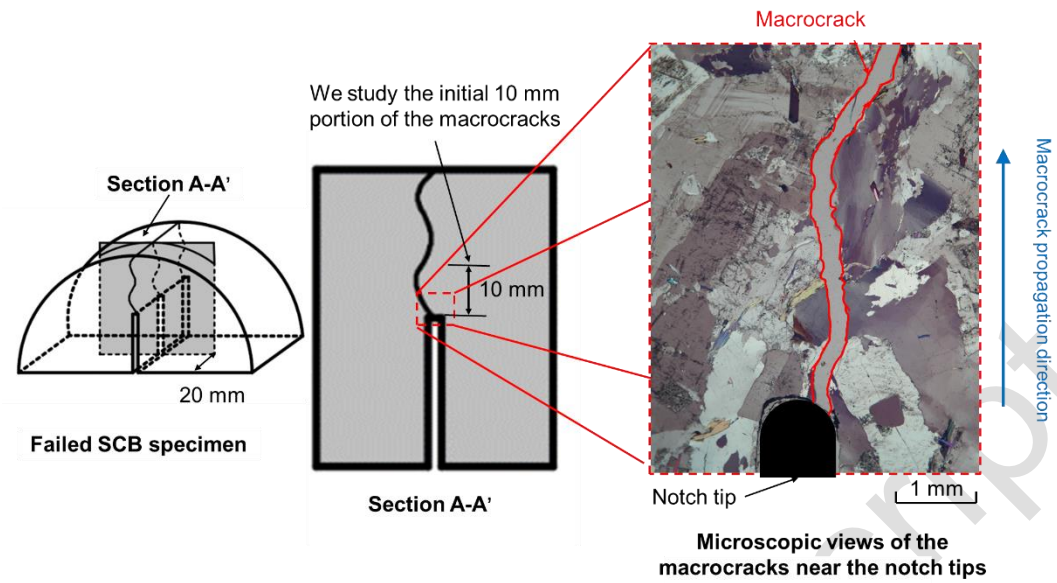 Macrocrack
We study the initial 10 mm
portion of the macrocracks
Section A-A’
10 mm
20 mm
Failed SCB specimen
Section A-A’
Notch tip
1 mm
Microscopic views of the
macrocracks near the notch tips
Macrocrack propagation direction